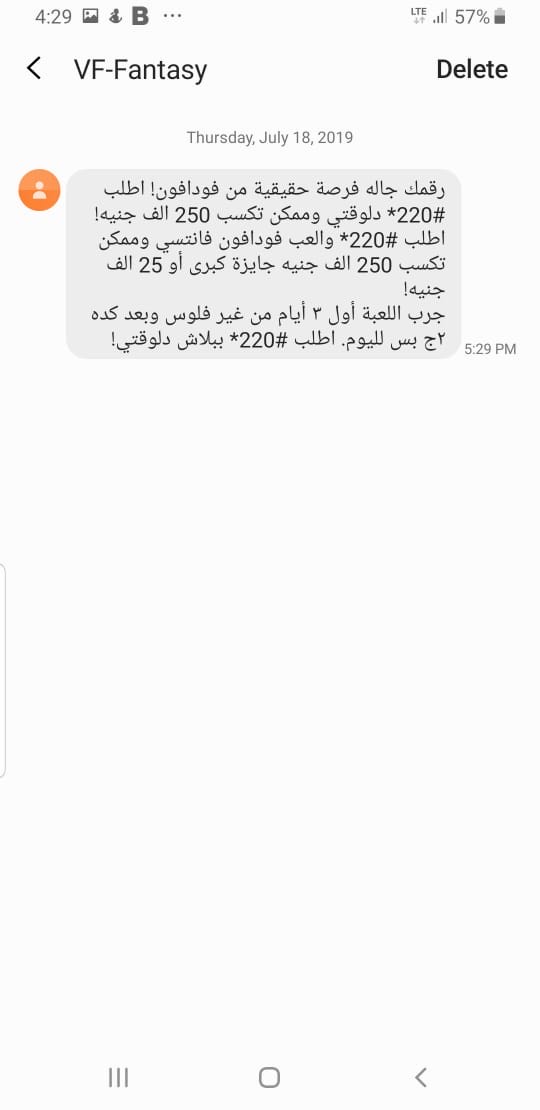 4:29 B ... LTE 57%
VF-Fantasy Delete
Thursday, July 18, 2019
رقمك جاله فرصة حقيقية من فودافون! اطلب
#220* دلوقتي وممكن تكسب 250 الف جنيه!
اطلب #220* والعب فودافون فانتسي وممكن
تكسب 250 الف جنيه جايزة كبرى أو 25 الف
جنيه!
جرب اللعبة أول ٣ أيام من غير فلوس وبعد كده
٢ج بس لليوم. اطلب #220* ببلاش دلوقتي!
5:29 PM